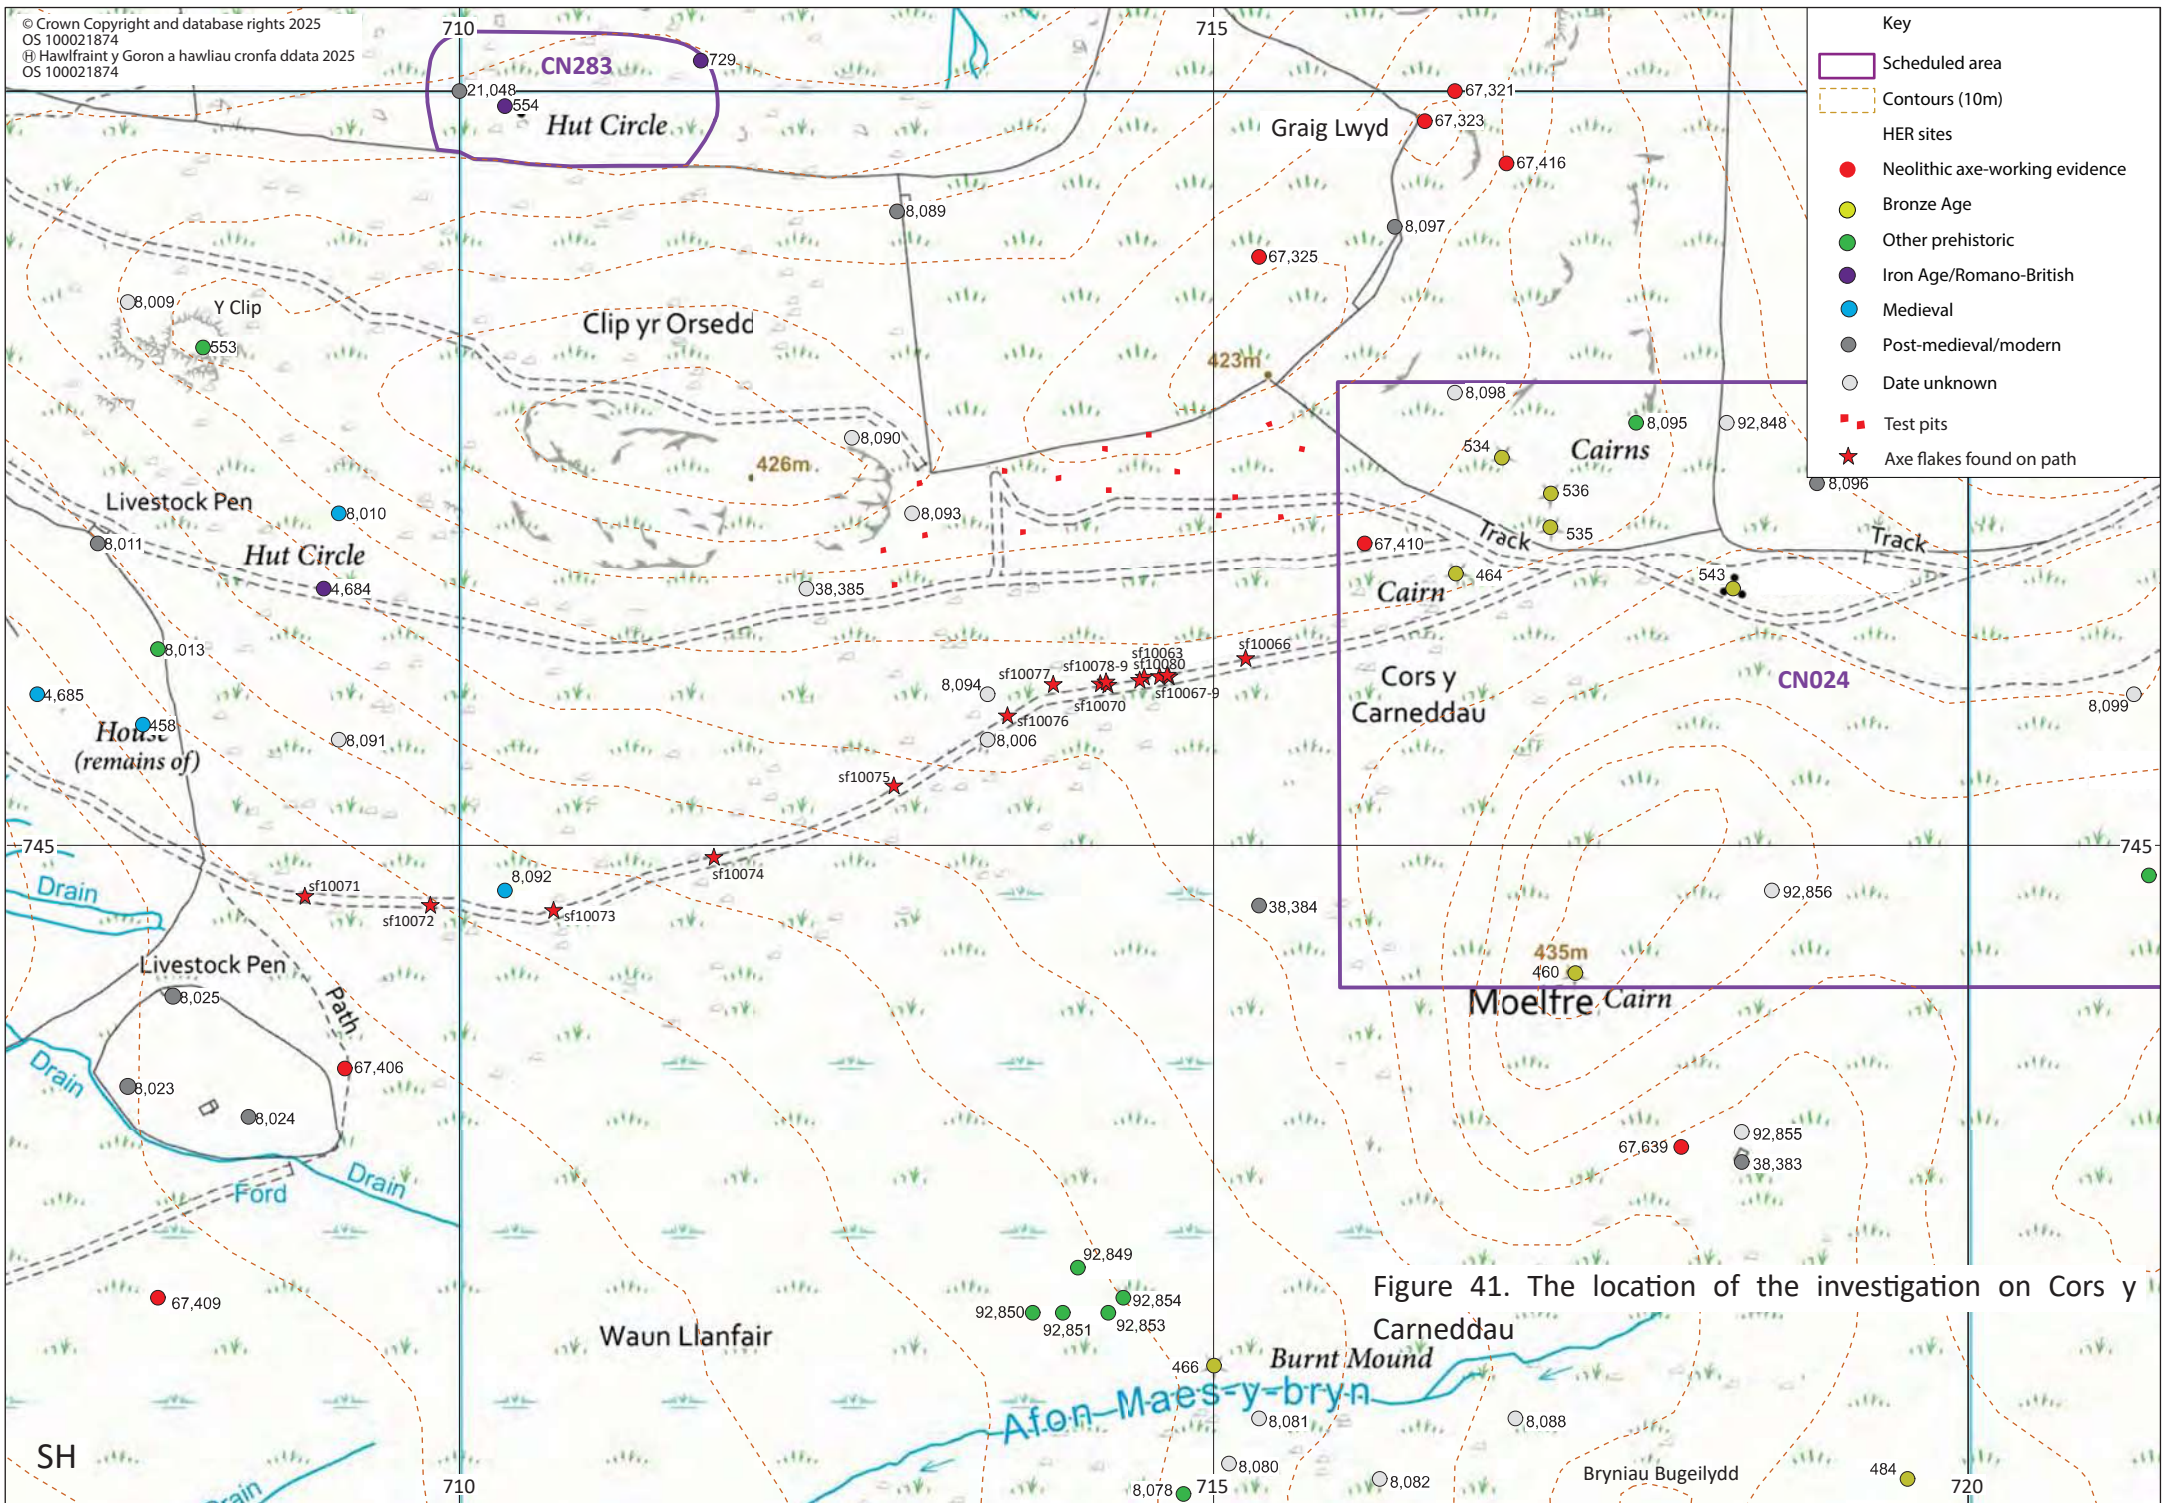 © Crown Copyright and database rights 2025
OS 100021874
Ⓗ Hawlfraint y Goron a hawliau cronfa ddata 2025
OS 100021874
710
715
Key
Scheduled area
Contours (10m)
HER sites
Neolithic axe-working evidence
Bronze Age
Other prehistoric
Iron Age/Romano-British
Medieval
Post-medieval/modern
Date unknown
Test pits
Axe flakes found on path
CN283
729
21,048
554
Hut Circle
67,321
67,323
Graig Lwyd
67,416
8,089
8,097
67,325
8,009
Y Clip
553
Clip yr Orsedd
423m
8,098
8,095
92,848
534
Cairns
8,090
426m
536
8,096
Livestock Pen
8,010
8,093
535
Track
Track
8,011
Hut Circle
67,410
4,684
38,385
464
543
Cairn
8,013
sf10063
sf10066
sf10078-9
sf10080
sf10077
sf10067-9
sf10070
8,094
sf10076
Cors y
Carneddau
CN024
4,685
458
House
(remains of)
8,091
8,006
8,099
sf10075
745
745
sf10074
Drain
sf10071
8,092
sf10072
sf10073
38,384
92,856
435m
460
Moelfre
Cairn
Livestock Pen
8,025
Path
67,406
Drain
8,023
8,024
92,855
67,639
38,383
Drain
Ford
92,849
67,409
92,850
92,854
92,851
92,853
Figure 41. The location of the investigation on Cors y
Carneddau
Waun Llanfair
466
Burnt Mound
Afon Maes-y-bryn
8,081
8,088
SH
8,080
8,082
Bryniau Bugeilydd
484
Drain
710
8,078
715
720